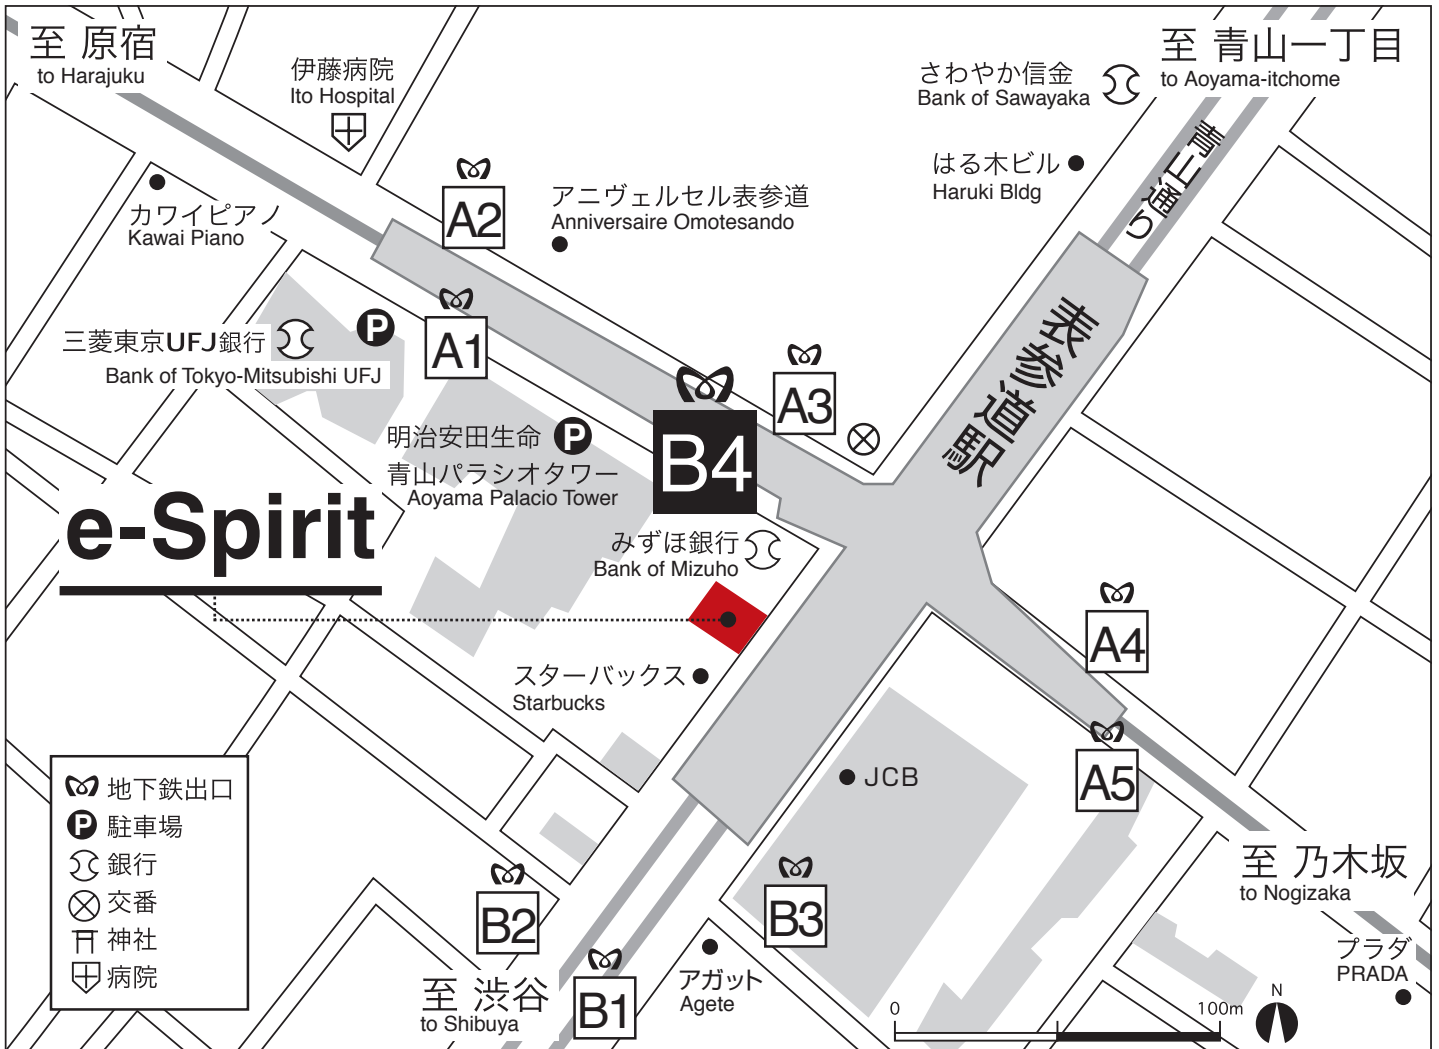 至 原宿
to Harajuku
伊藤病院
Ito Hospital
さわやか信金
Bank of Sawayaka
至 青山一丁目
to Aoyama-itchome
青山通り
はる木ビル
Haruki Bldg
カワイピアノ
Kawai Piano
A2
アニヴェルセル表参道
Anniversaire Omotesando
表参道駅
三菱東京UFJ銀行
Bank of Tokyo-Mitsubishi UFJ
P
A1
A3
B4
明治安田生命
P
青山パラシオタワー
Aoyama Palacio Tower
e-Spirit
みずほ銀行
Bank of Mizuho
スターバックス
Starbucks
A4
A5
JCB
地下鉄出口
P 駐車場
銀行
交番
神社
病院
B2
B3
至 渋谷
to Shibuya
B1
アガット
Agete
至 乃木坂
to Nogizaka
プラダ
PRADA
0
100m
N